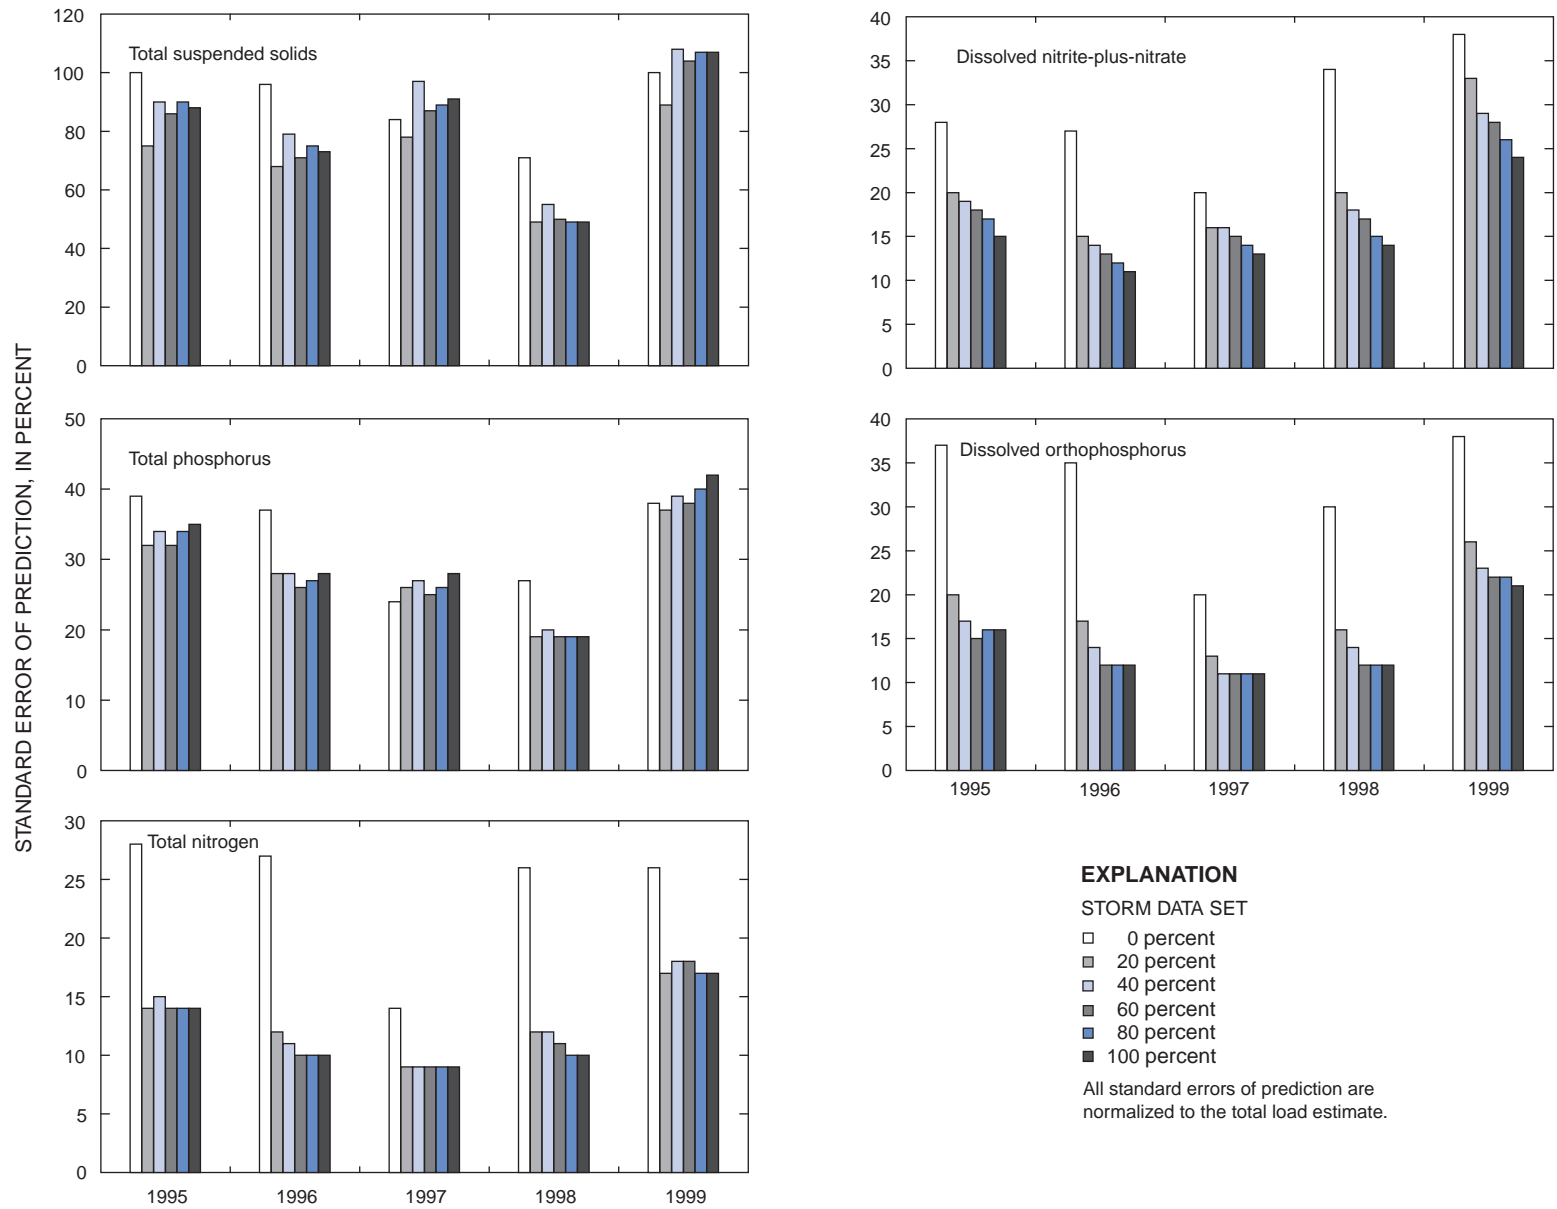 STANDARD ERROR OF PREDICTION, IN PERCENT
120
100
80
60
40
20
0
Total suspended solids
50
40
30
20
10
0
Total phosphorus
30
25
20
15
10
5
0
Total nitrogen
1995 1996 1997 1998 1999
40
35
30
25
20
15
10
5
0
Dissolved nitrite-plus-nitrate
40
35
30
25
20
15
10
5
0
Dissolved orthophosphorus
1995 1996 1997 1998 1999
EXPLANATION
STORM DATA SET
0 percent
20 percent
40 percent
60 percent
80 percent
100 percent
All standard errors of prediction are
normalized to the total load estimate.